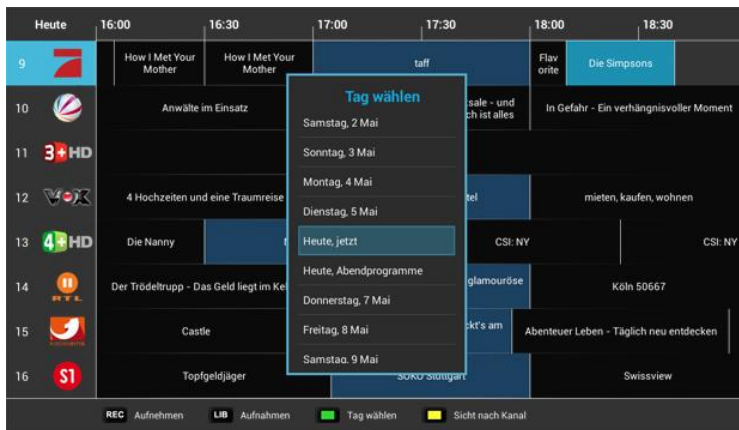 Heute 16:00 16:30 17:00 17:30 18:00 18:30
9 How I Met Your Mother How I Met Your Mother taff Flav orite Die Simpsons
10 Anwälte im Einsatz sale - und ch ist alles In Gefahr - Ein verhängnisvoller Moment
11 3+ HD
12 VOX 4 Hochzeiten und eine Traumreise tel mieten, kaufen, wohnen
13 4+ HD Die Nanny CSI: NY CSI: NY
14 RTL II Der Trödeltrupp - Das Geld liegt im Kel glamouröse Köln 50667
15 Castle kt's am Abenteuer Leben - Täglich neu entdecken
16 S1 Topfgeldjäger SOKO Stuttgart Swissview
Tag wählen
Samstag, 2 Mai
Sonntag, 3 Mai
Montag, 4 Mai
Dienstag, 5 Mai
Heute, jetzt
Heute, Abendprogramme
Donnerstag, 7 Mai
Freitag, 8 Mai
Samstag, 9 Mai
REC Aufnehmen LIB Aufnahmen Tag wählen Sicht nach Kanal